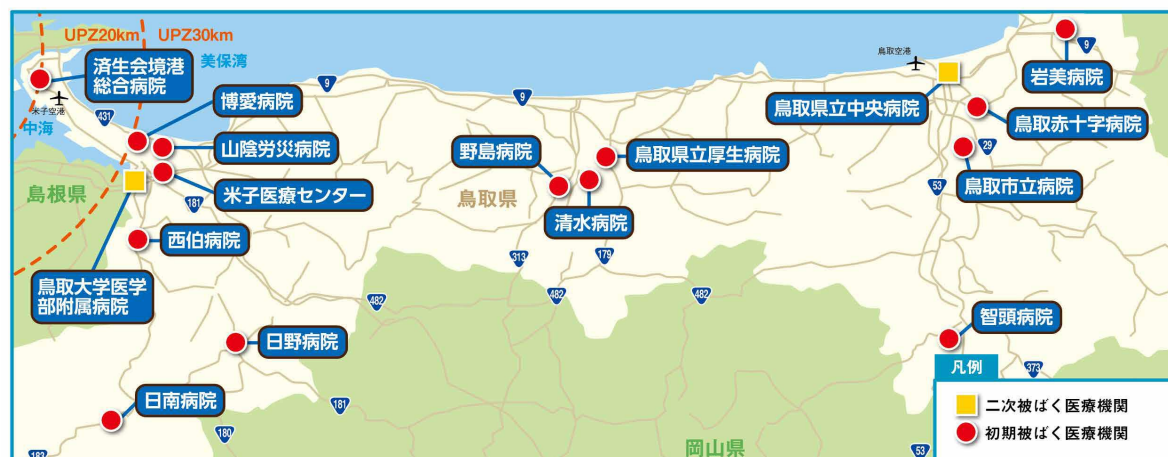 UPZ20km
UPZ30km
済生会境港
総合病院
美保湾
米子空港
431
中海
博愛病院
山陰労災病院
米子医療センター
島根県
181
西伯病院
鳥取大学医学
部附属病院
日野病院
日南病院
183
180
181
482
9
9
野島病院
鳥取県立厚生病院
鳥取県
清水病院
313
179
482
482
岡山県
鳥取空港
鳥取県立中央病院
9
岩美病院
鳥取赤十字病院
29
53
鳥取市立病院
智頭病院
373
53
凡例
二次被ばく医療機関
初期被ばく医療機関